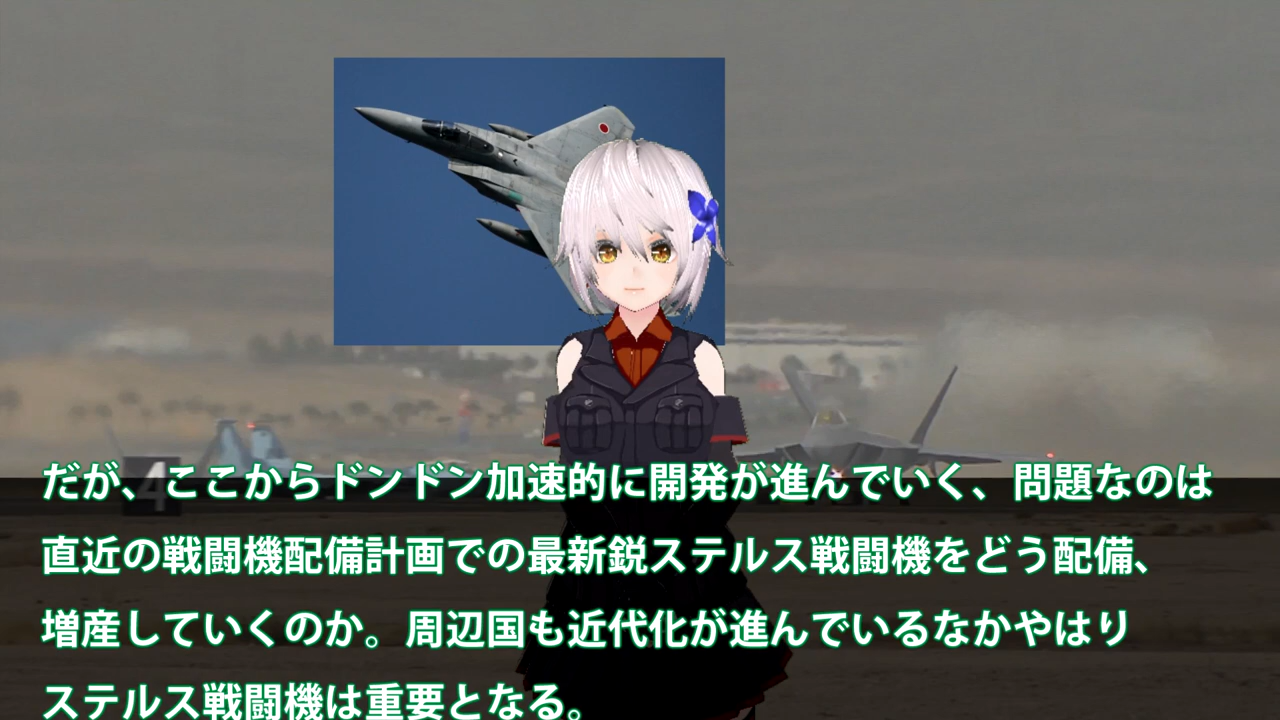 4
だが、ここからドンドン加速的に開発が進んでいく、問題なのは
直近の戦闘機配備計画での最新鋭ステルス戦闘機をどう配備、
増産していくのか。周辺国も近代化が進んでいるなかやはり
ステルス戦闘機は重要となる。